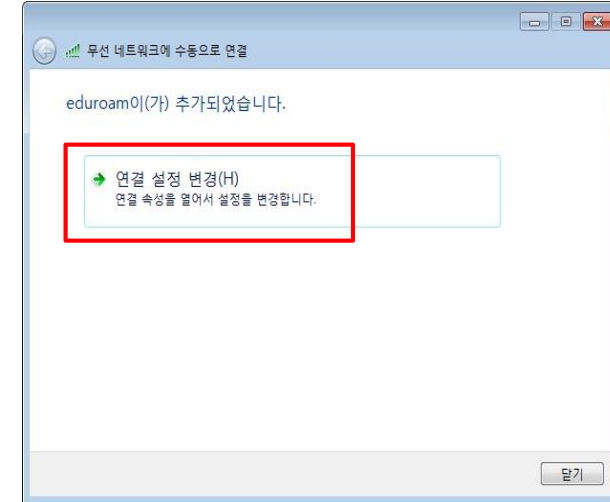 무선 네트워크에 수동으로 연결
eduroam이(가) 추가되었습니다.
연결 설정 변경(H)
연결 속성을 열어서 설정을 변경합니다.
닫기